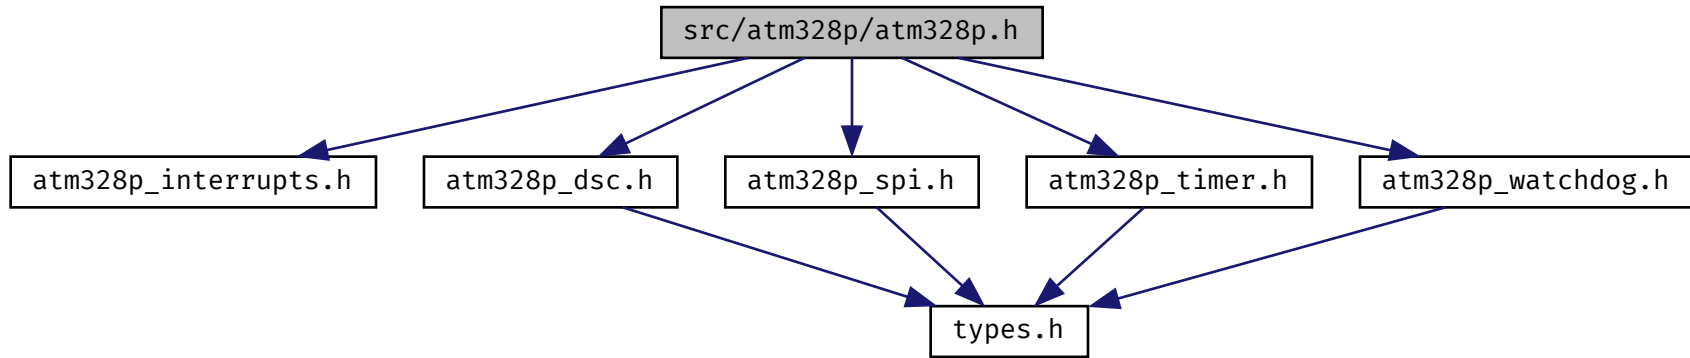 src/atm328p/atm328p.h
atm328p_interrupts.h
atm328p_dsc.h
atm328p_spi.h
atm328p_timer.h
atm328p_watchdog.h
types.h